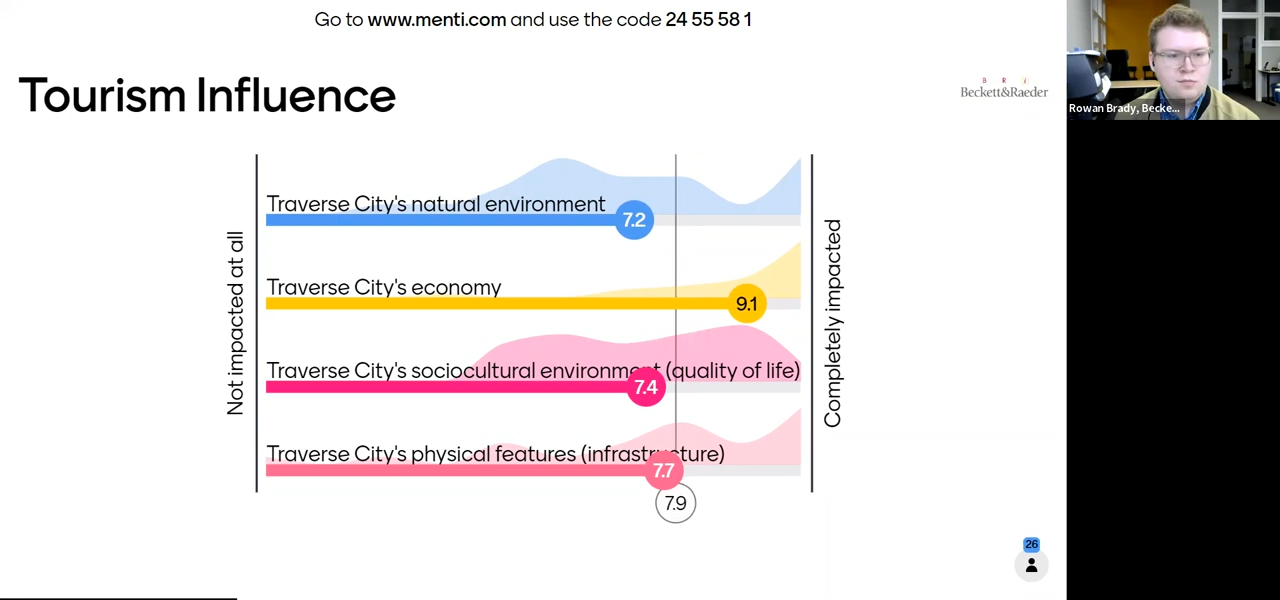 Go to www.menti.com and use the code 24 55 58 1
Tourism Influence
B R i
Beckett&Raeder
Rowan Brady, Becke...
Not impacted at all
Traverse City's natural environment
7.2
Traverse City's economy
9.1
Traverse City's sociocultural environment (quality of life)
7.4
Traverse City's physical features (infrastructure)
7.7
7.9
Completely impacted
26